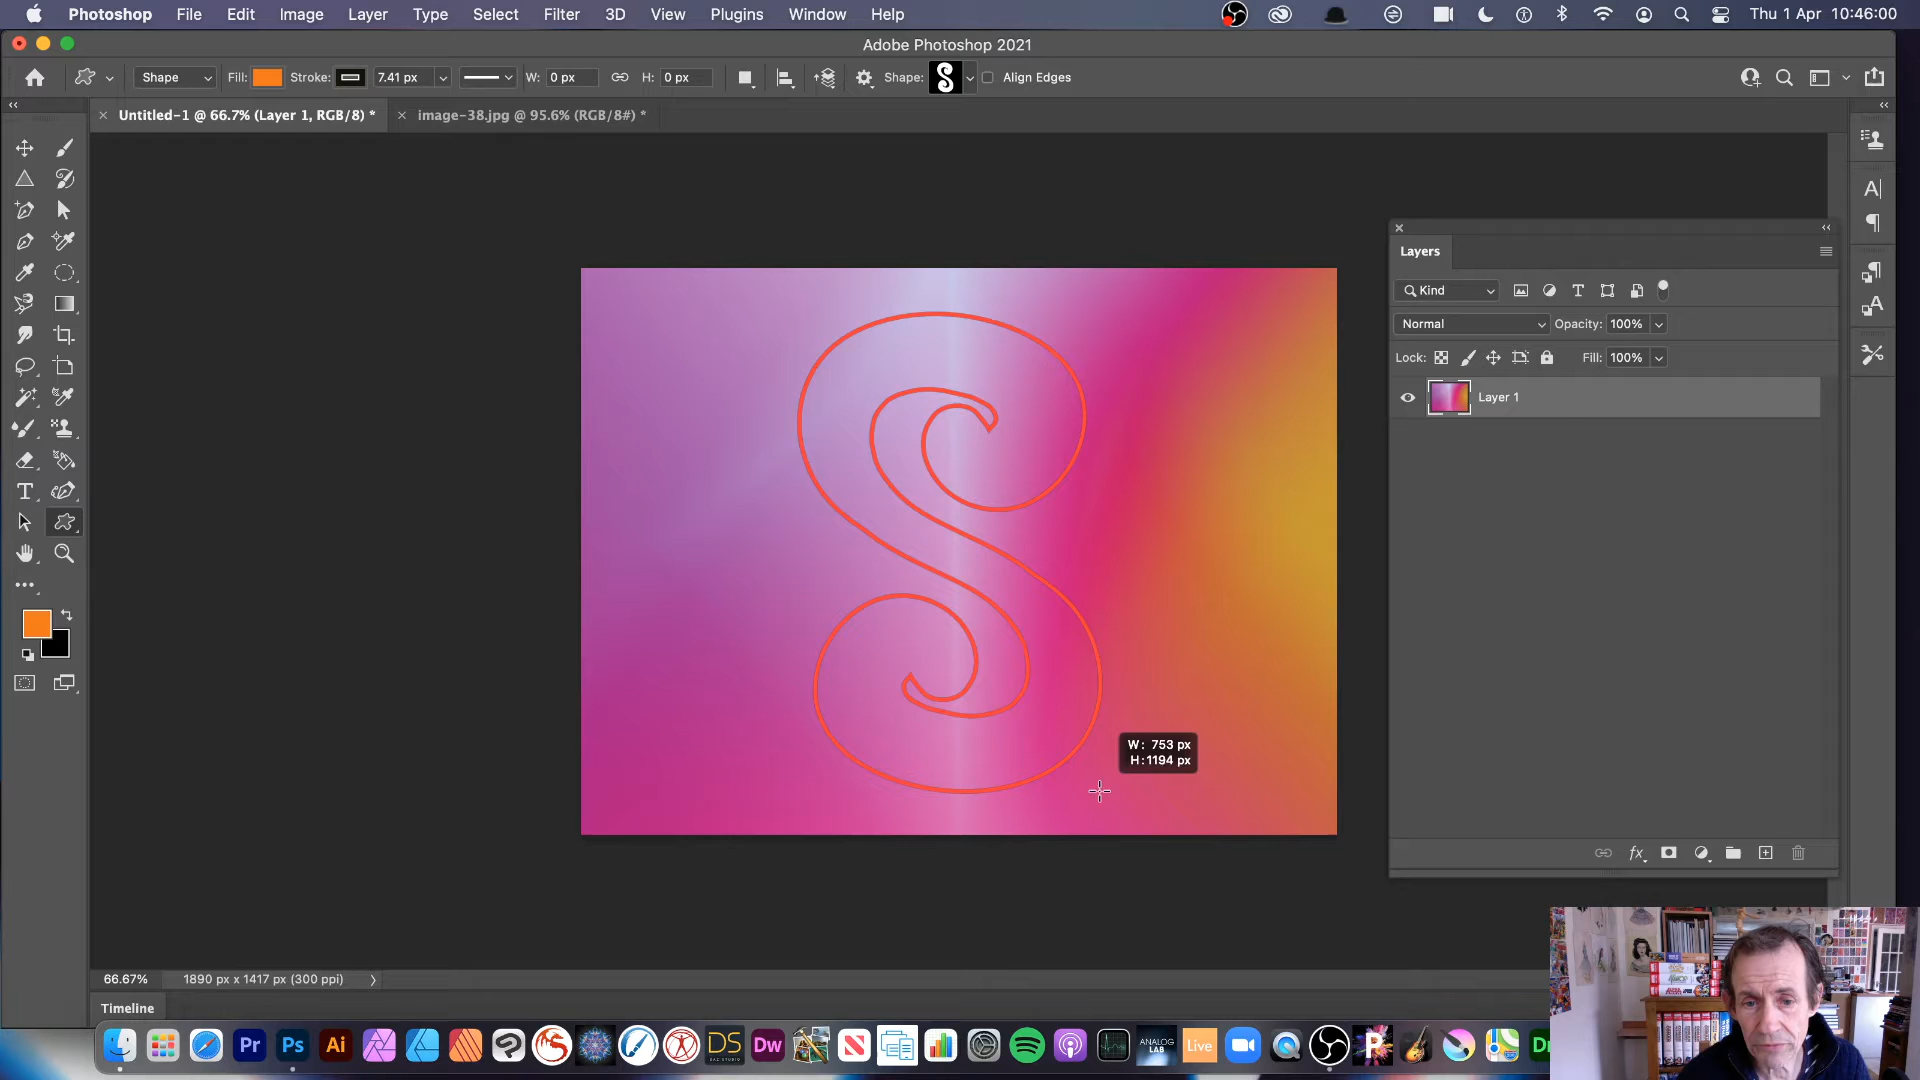 Photoshop File Edit Image Layer Type Select Filter 3D View Plugins Window Help Thu 1 Apr 10:46:00
Adobe Photoshop 2021
Shape Fill: Stroke: 7.41 px W: 0 px H: 0 px Shape: Align Edges
Untitled-1 @ 66.7% (Layer 1, RGB/8) * image-38.jpg @ 95.6% (RGB/8#) *
Layers
Kind
Normal Opacity: 100%
Lock: Fill: 100%
Layer 1
W: 753 px
H: 1194 px
66.67% 1890 px x 1417 px (300 ppi)
Timeline
Pr Ps Ai DS Dw ANALOG LAB Live P Dn